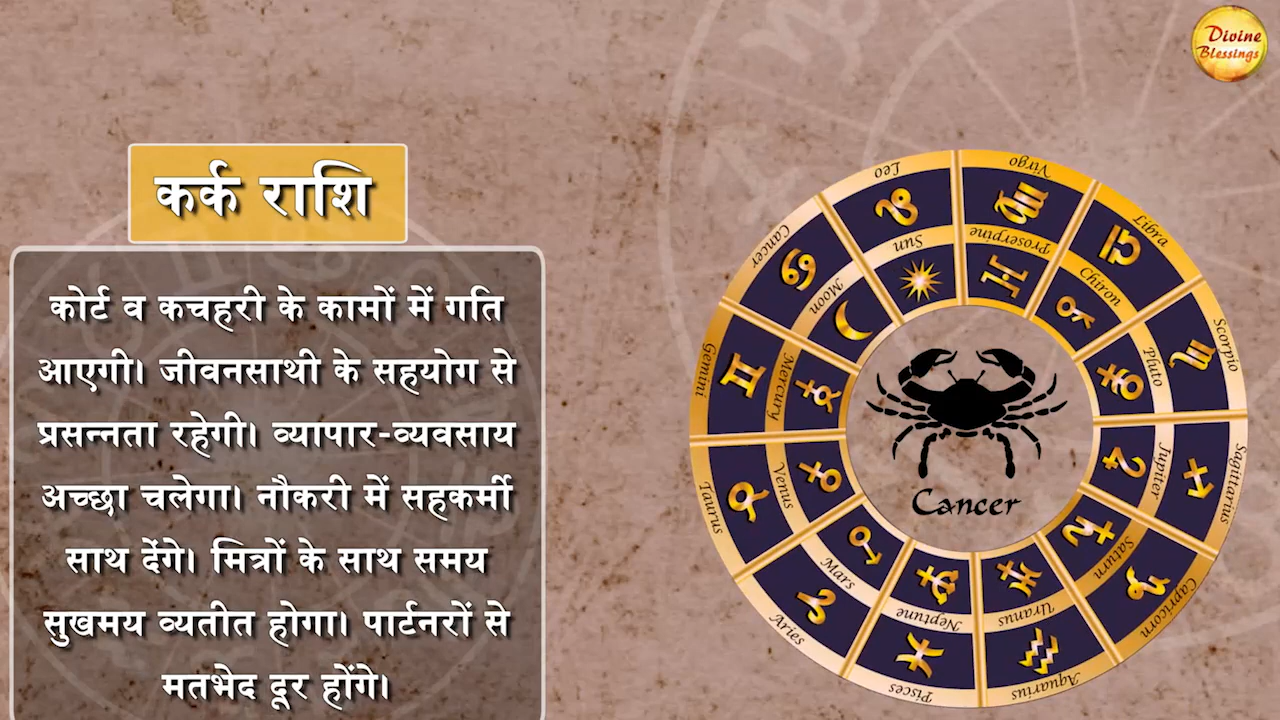 Divine
Blessings
कर्क राशि
कोर्ट व कचहरी के कामों में गति
आएगी। जीवनसाथी के सहयोग से
प्रसन्नता रहेगी। व्यापार-व्यवसाय
अच्छा चलेगा। नौकरी में सहकर्मी
साथ देंगे। मित्रों के साथ समय
सुखमय व्यतीत होगा। पार्टनरों से
मतभेद दूर होंगे।
Leo
Virgo
Libra
Scorpio
Sagittarius
Capricorn
Aquarius
Pisces
Aries
Taurus
Gemini
Cancer
Sun
Proserpine
Chiron
Pluto
Jupiter
Saturn
Uranus
Neptune
Mars
Venus
Mercury
Moon
Cancer